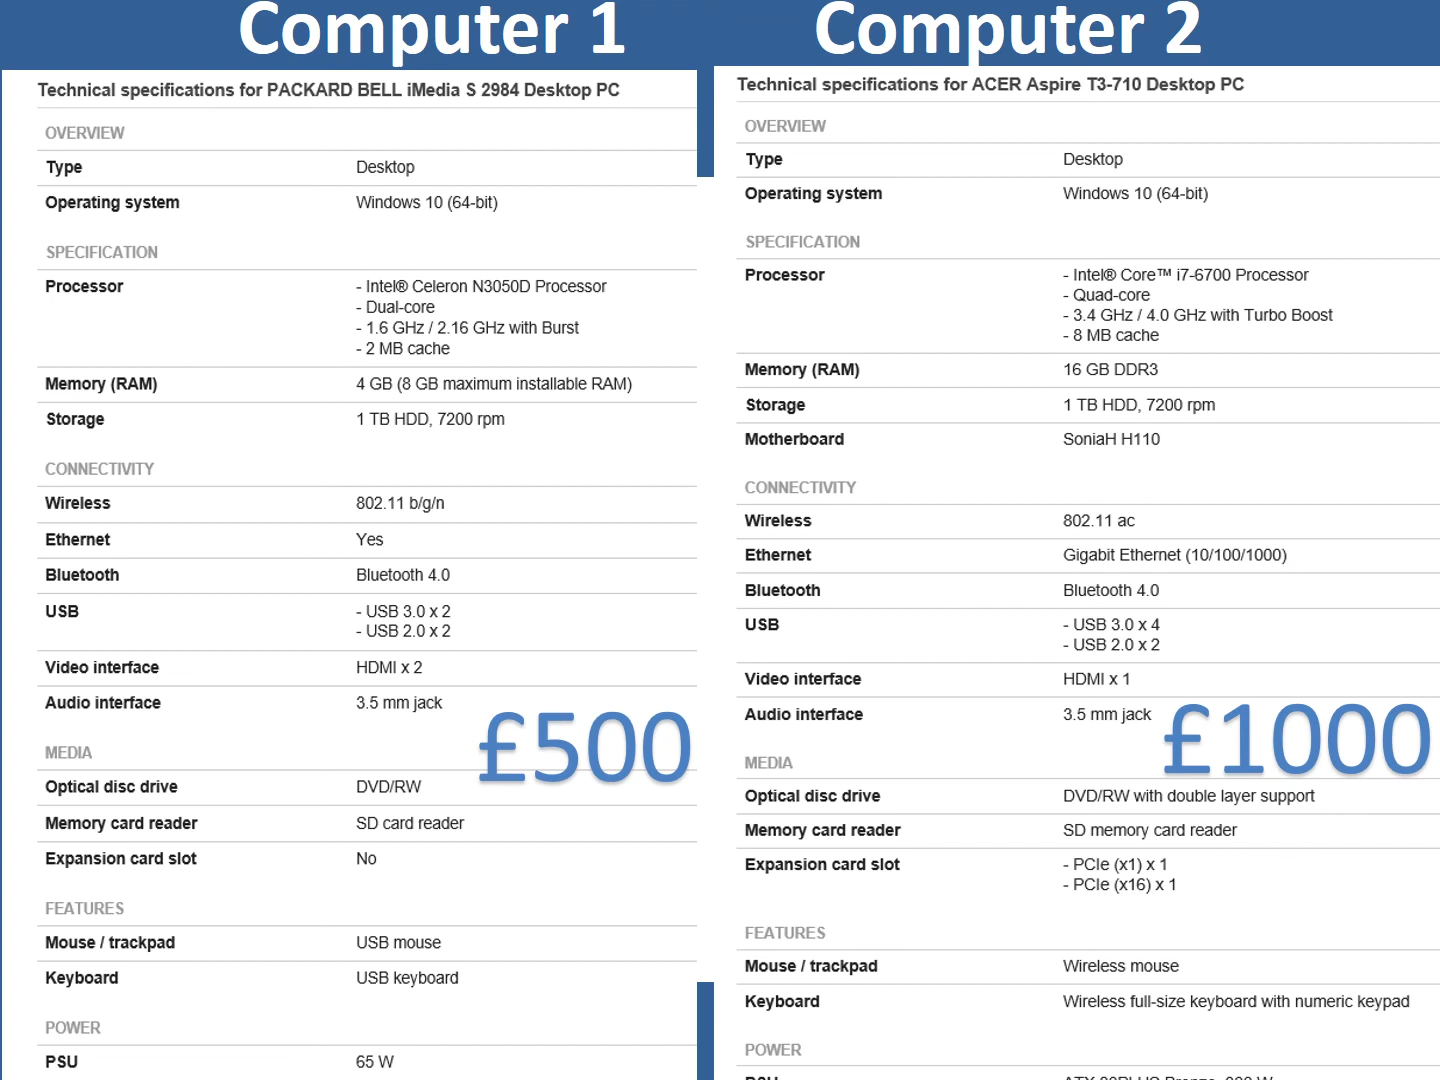 Computer 1
Technical specifications for PACKARD BELL iMedia S 2984 Desktop PC
OVERVIEW
Type Desktop
Operating system Windows 10 (64-bit)
SPECIFICATION
Processor - Intel® Celeron N3050D Processor
- Dual-core
- 1.6 GHz / 2.16 GHz with Burst
- 2 MB cache
Memory (RAM) 4 GB (8 GB maximum installable RAM)
Storage 1 TB HDD, 7200 rpm
CONNECTIVITY
Wireless 802.11 b/g/n
Ethernet Yes
Bluetooth Bluetooth 4.0
USB - USB 3.0 x 2
- USB 2.0 x 2
Video interface HDMI x 2
Audio interface 3.5 mm jack
£500
MEDIA
Optical disc drive DVD/RW
Memory card reader SD card reader
Expansion card slot No
FEATURES
Mouse / trackpad USB mouse
Keyboard USB keyboard
POWER
PSU 65 W
Computer 2
Technical specifications for ACER Aspire T3-710 Desktop PC
OVERVIEW
Type Desktop
Operating system Windows 10 (64-bit)
SPECIFICATION
Processor - Intel® Core™ i7-6700 Processor
- Quad-core
- 3.4 GHz / 4.0 GHz with Turbo Boost
- 8 MB cache
Memory (RAM) 16 GB DDR3
Storage 1 TB HDD, 7200 rpm
Motherboard SoniaH H110
CONNECTIVITY
Wireless 802.11 ac
Ethernet Gigabit Ethernet (10/100/1000)
Bluetooth Bluetooth 4.0
USB - USB 3.0 x 4
- USB 2.0 x 2
Video interface HDMI x 1
Audio interface 3.5 mm jack
£1000
MEDIA
Optical disc drive DVD/RW with double layer support
Memory card reader SD memory card reader
Expansion card slot - PCIe (x1) x 1
- PCIe (x16) x 1
FEATURES
Mouse / trackpad Wireless mouse
Keyboard Wireless full-size keyboard with numeric keypad
POWER